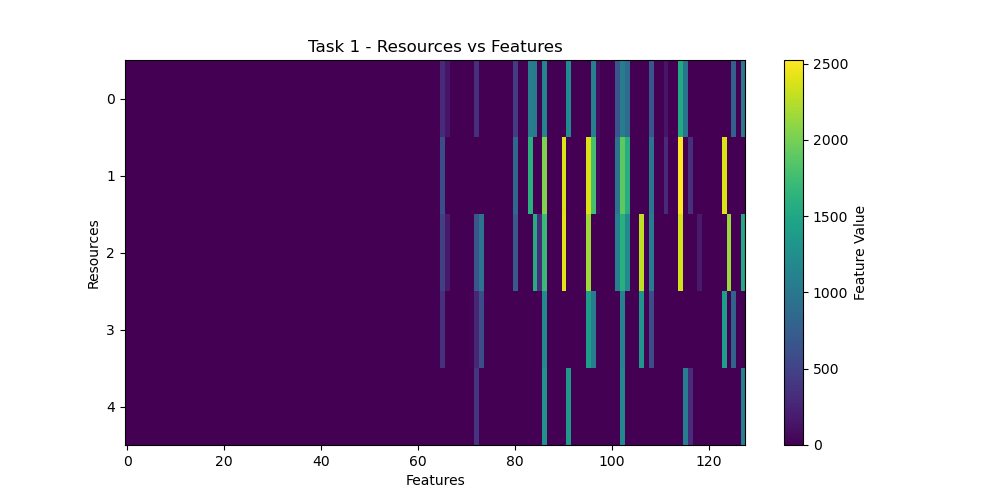 Task 1 - Resources vs Features
Resources
0
1
2
3
4
0 20 40 60 80 100 120
Features
2500
2000
1500
1000
500
0
Feature Value